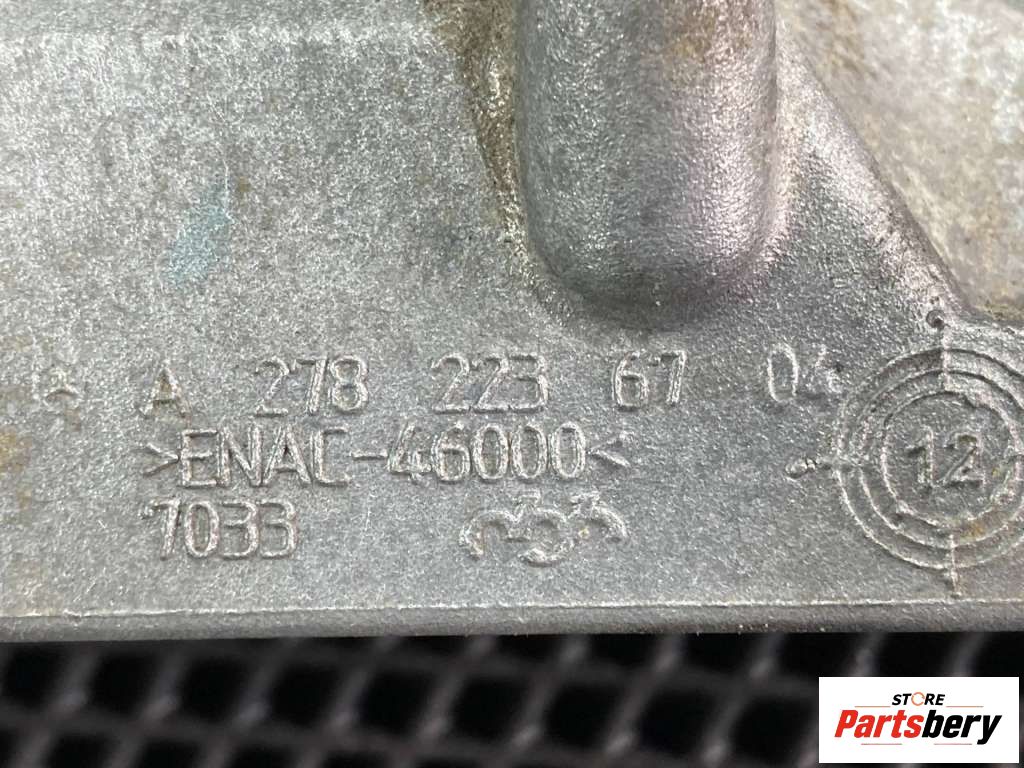 A 278 223 67 04
>ENAC-46000<
7033
12
STORE
Partsbery